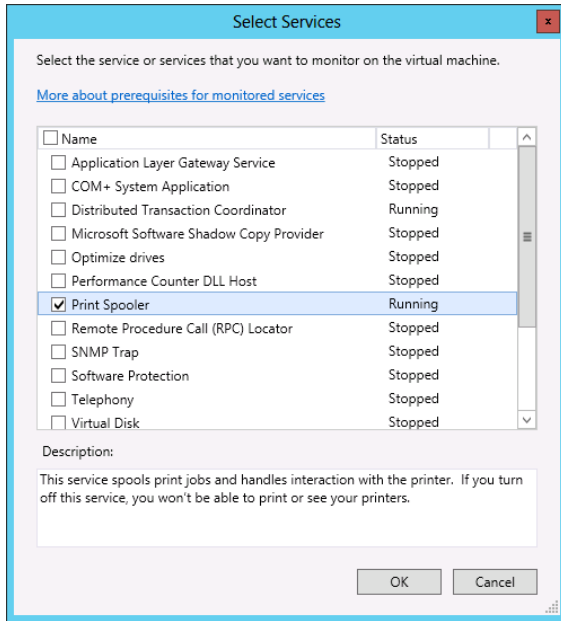 Select Services
x
Select the service or services that you want to monitor on the virtual machine.
More about prerequisites for monitored services
Name Status
Application Layer Gateway Service Stopped
COM+ System Application Stopped
Distributed Transaction Coordinator Running
Microsoft Software Shadow Copy Provider Stopped
Optimize drives Stopped
Performance Counter DLL Host Stopped
Print Spooler Running
Remote Procedure Call (RPC) Locator Stopped
SNMP Trap Stopped
Software Protection Stopped
Telephony Stopped
Virtual Disk Stopped
Description:
This service spools print jobs and handles interaction with the printer. If you turn
off this service, you won't be able to print or see your printers.
OK Cancel